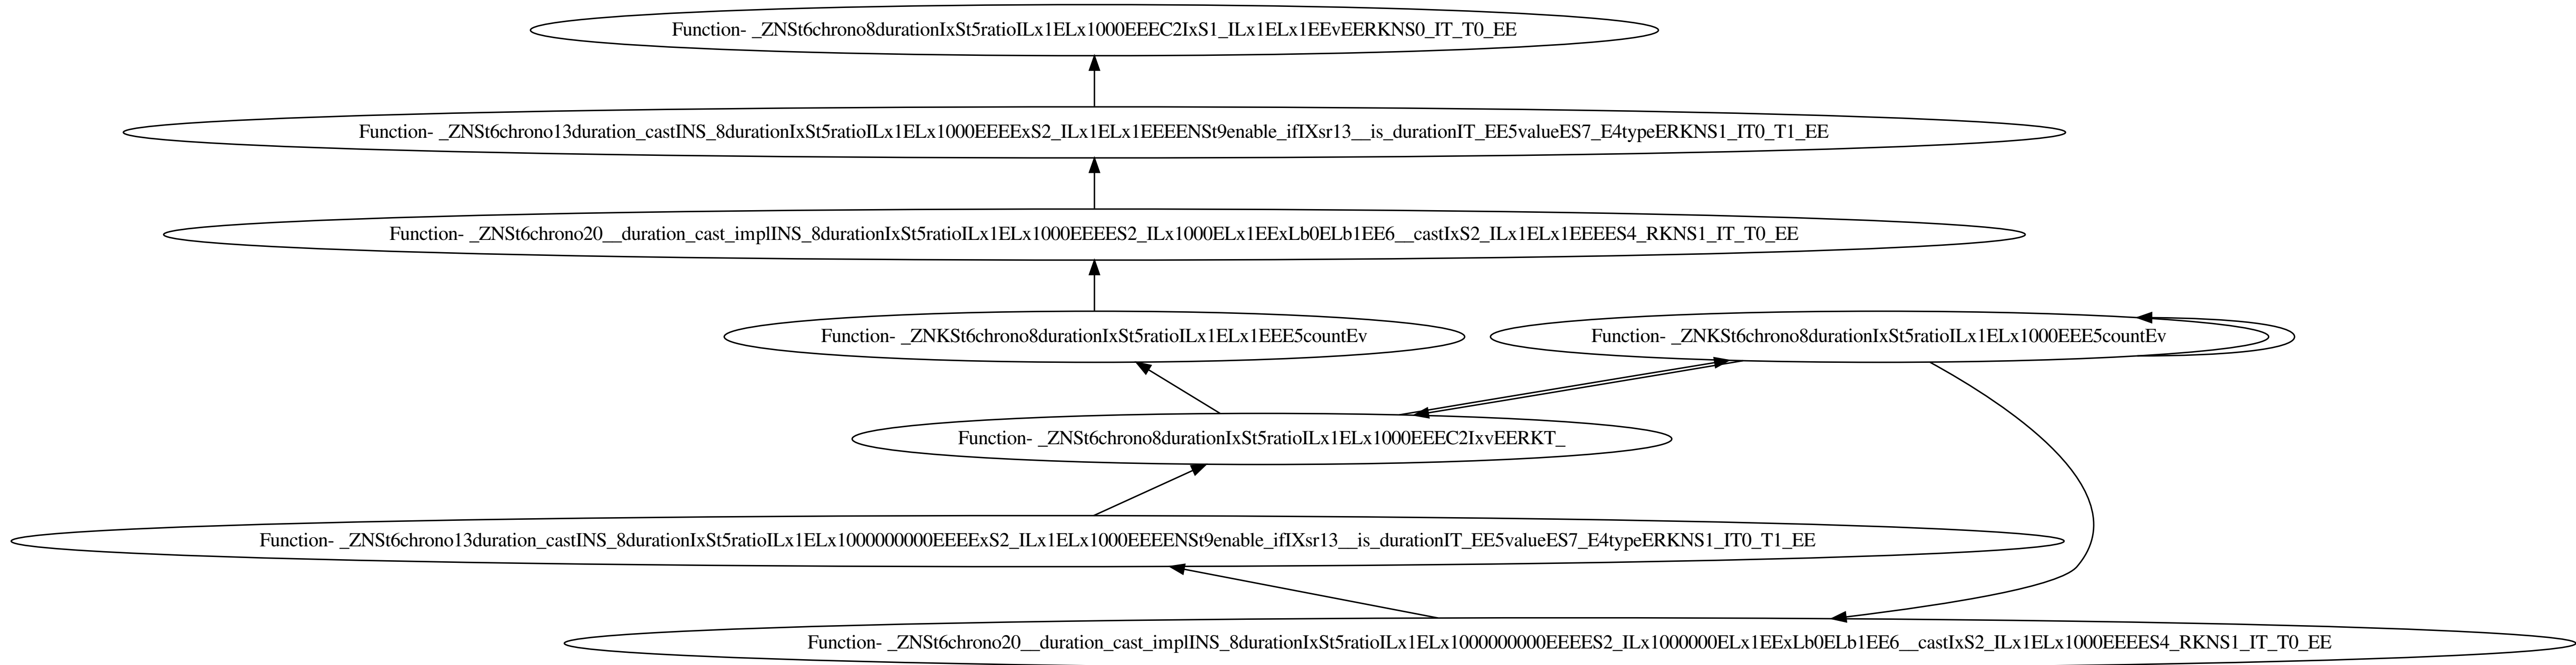 Function- _ZNSt6chrono8durationIxSt5ratioILx1ELx1000EEEC2IxS1_ILx1ELx1EEvEERKNS0_IT_T0_EE
Function- _ZNSt6chrono13duration_castINS_8durationIxSt5ratioILx1ELx1000EEEExS2_ILx1ELx1EEEENSt9enable_ifIXsr13__is_durationIT_EE5valueES7_E4typeERKNS1_IT0_T1_EE
Function- _ZNSt6chrono20__duration_cast_implINS_8durationIxSt5ratioILx1ELx1000EEEES2_ILx1000ELx1EExLb0ELb1EE6__castIxS2_ILx1ELx1EEEES4_RKNS1_IT_T0_EE
Function- _ZNKSt6chrono8durationIxSt5ratioILx1ELx1EEE5countEv
Function- _ZNKSt6chrono8durationIxSt5ratioILx1ELx1000EEE5countEv
Function- _ZNSt6chrono8durationIxSt5ratioILx1ELx1000EEEC2IxvEERKT_
Function- _ZNSt6chrono13duration_castINS_8durationIxSt5ratioILx1ELx1000000000EEEExS2_ILx1ELx1000EEEENSt9enable_ifIXsr13__is_durationIT_EE5valueES7_E4typeERKNS1_IT0_T1_EE
Function- _ZNSt6chrono20__duration_cast_implINS_8durationIxSt5ratioILx1ELx1000000000EEEES2_ILx1000000ELx1EExLb0ELb1EE6__castIxS2_ILx1ELx1000EEEES4_RKNS1_IT_T0_EE